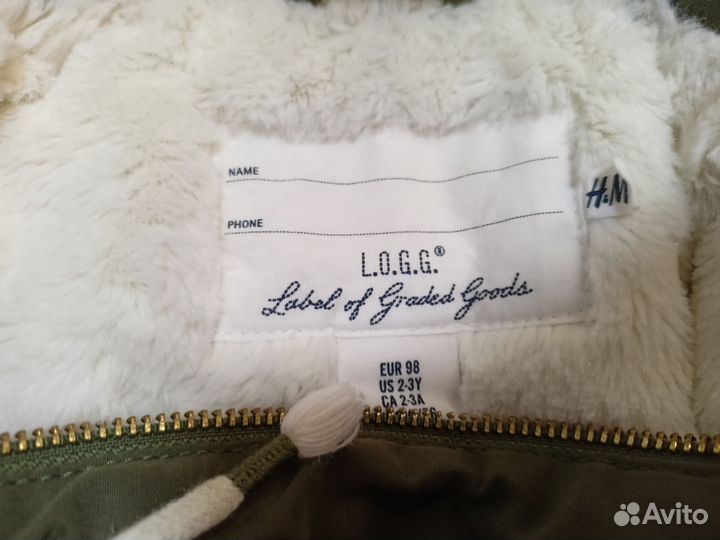 NAME
H&M
PHONE
L.O.G.G.®
Label of Graded Goods
EUR 98
US 2-3Y
CA 2-3A
Avito